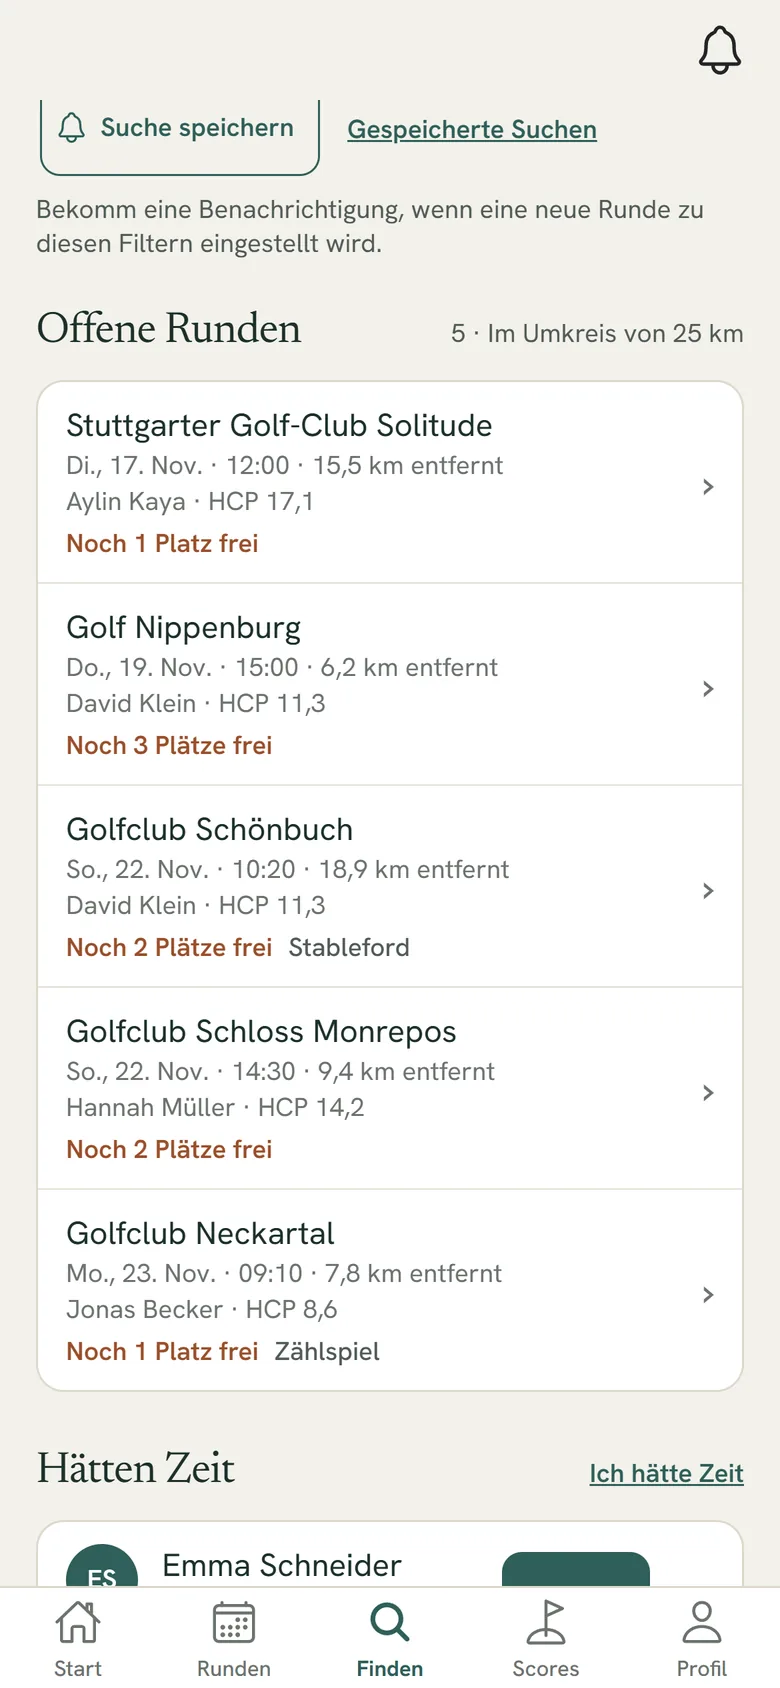 Suche speichern
Gespeicherte Suchen
Bekomm eine Benachrichtigung, wenn eine neue Runde zu
diesen Filtern eingestellt wird.
Offene Runden
5 · Im Umkreis von 25 km
Stuttgarter Golf-Club Solitude
Di., 17. Nov. · 12:00 · 15,5 km entfernt
Aylin Kaya · HCP 17,1
Noch 1 Platz frei
Golf Nippenburg
Do., 19. Nov. · 15:00 · 6,2 km entfernt
David Klein · HCP 11,3
Noch 3 Plätze frei
Golfclub Schönbuch
So., 22. Nov. · 10:20 · 18,9 km entfernt
David Klein · HCP 11,3
Noch 2 Plätze frei Stableford
Golfclub Schloss Monrepos
So., 22. Nov. · 14:30 · 9,4 km entfernt
Hannah Müller · HCP 14,2
Noch 2 Plätze frei
Golfclub Neckartal
Mo., 23. Nov. · 09:10 · 7,8 km entfernt
Jonas Becker · HCP 8,6
Noch 1 Platz frei Zählspiel
Hätten Zeit
Ich hätte Zeit
ES
Emma Schneider
Start
Runden
Finden
Scores
Profil